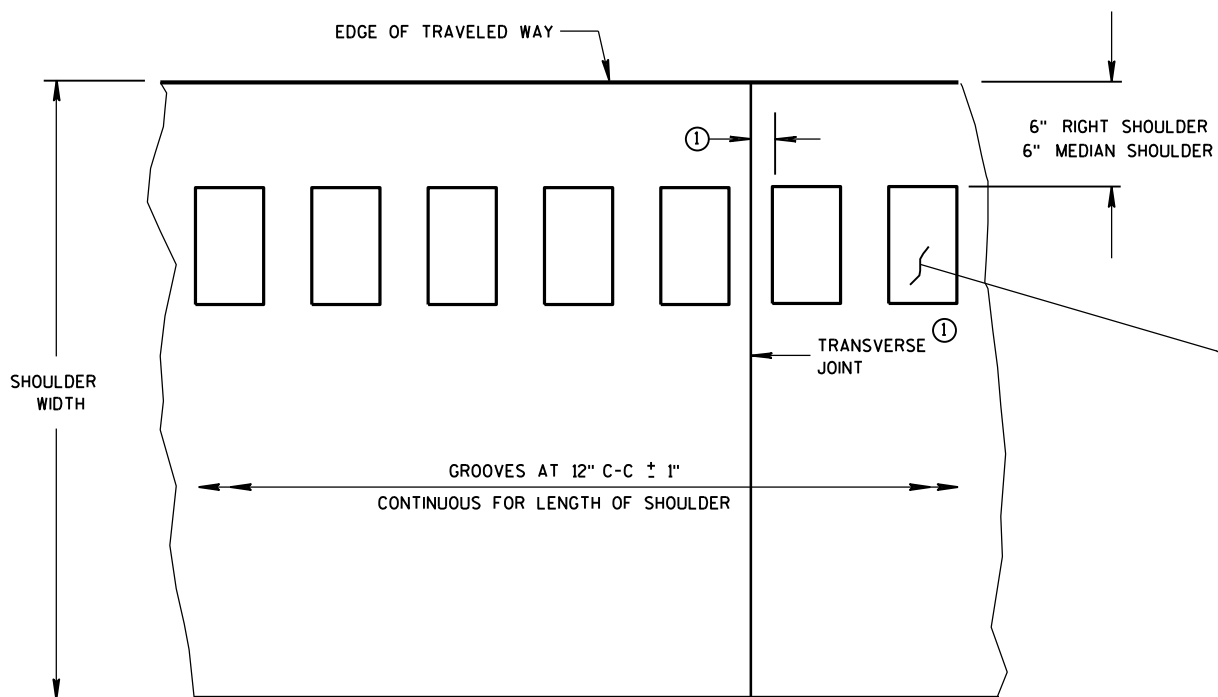 EDGE OF TRAVELED WAY
6" RIGHT SHOULDER
6" MEDIAN SHOULDER
1
1
TRANSVERSE
JOINT
SHOULDER
WIDTH
GROOVES AT 12" C-C ± 1"
CONTINUOUS FOR LENGTH OF SHOULDER